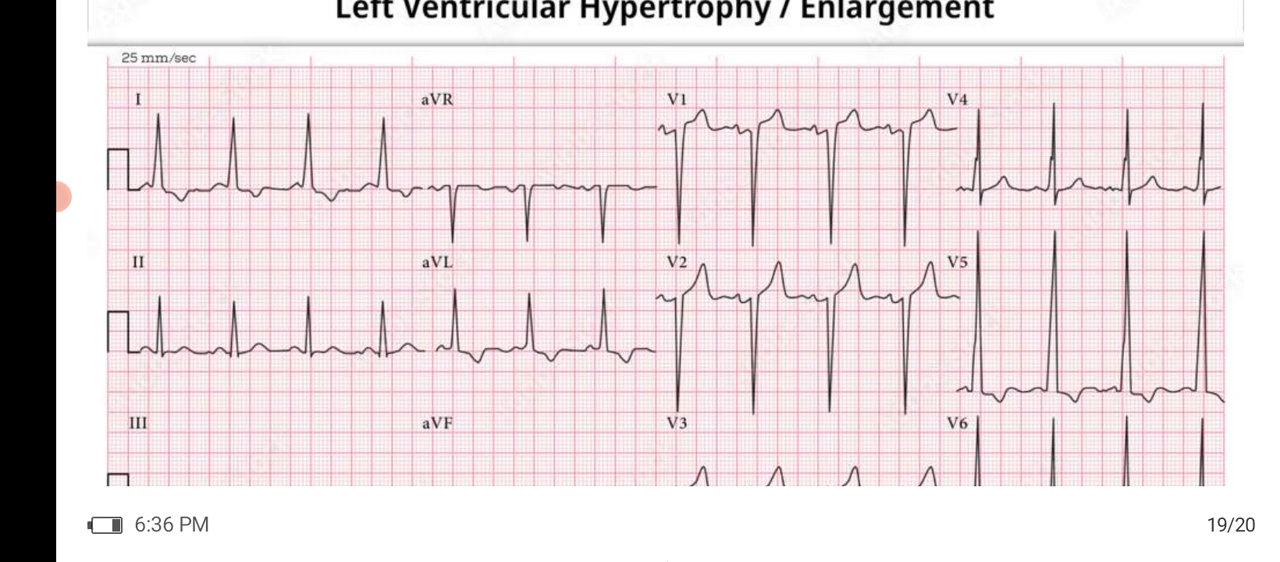 Left Ventricular Hypertrophy / Enlargement
25 mm/sec
I
aVR
V1
V4
II
aVL
V2
V5
III
aVF
V3
V6
6:36 PM
19/20